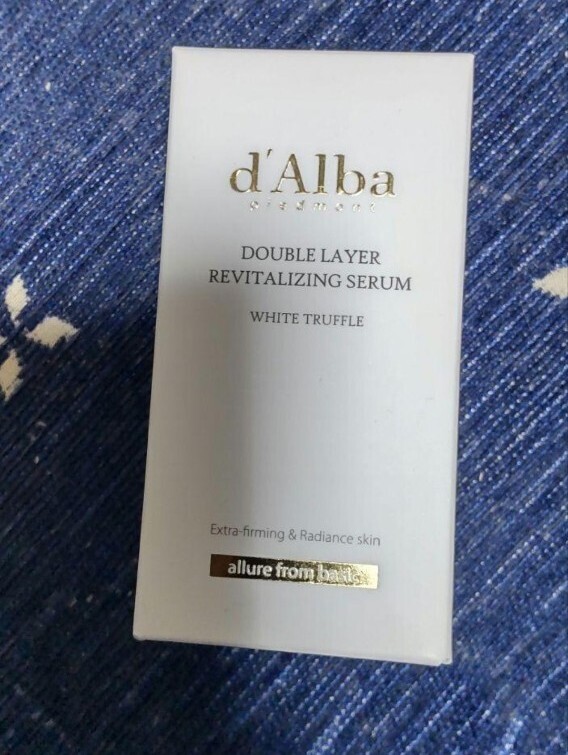 d'Alba
piedmont
DOUBLE LAYER
REVITALIZING SERUM
WHITE TRUFFLE
Extra-firming & Radiance skin
allure from basic